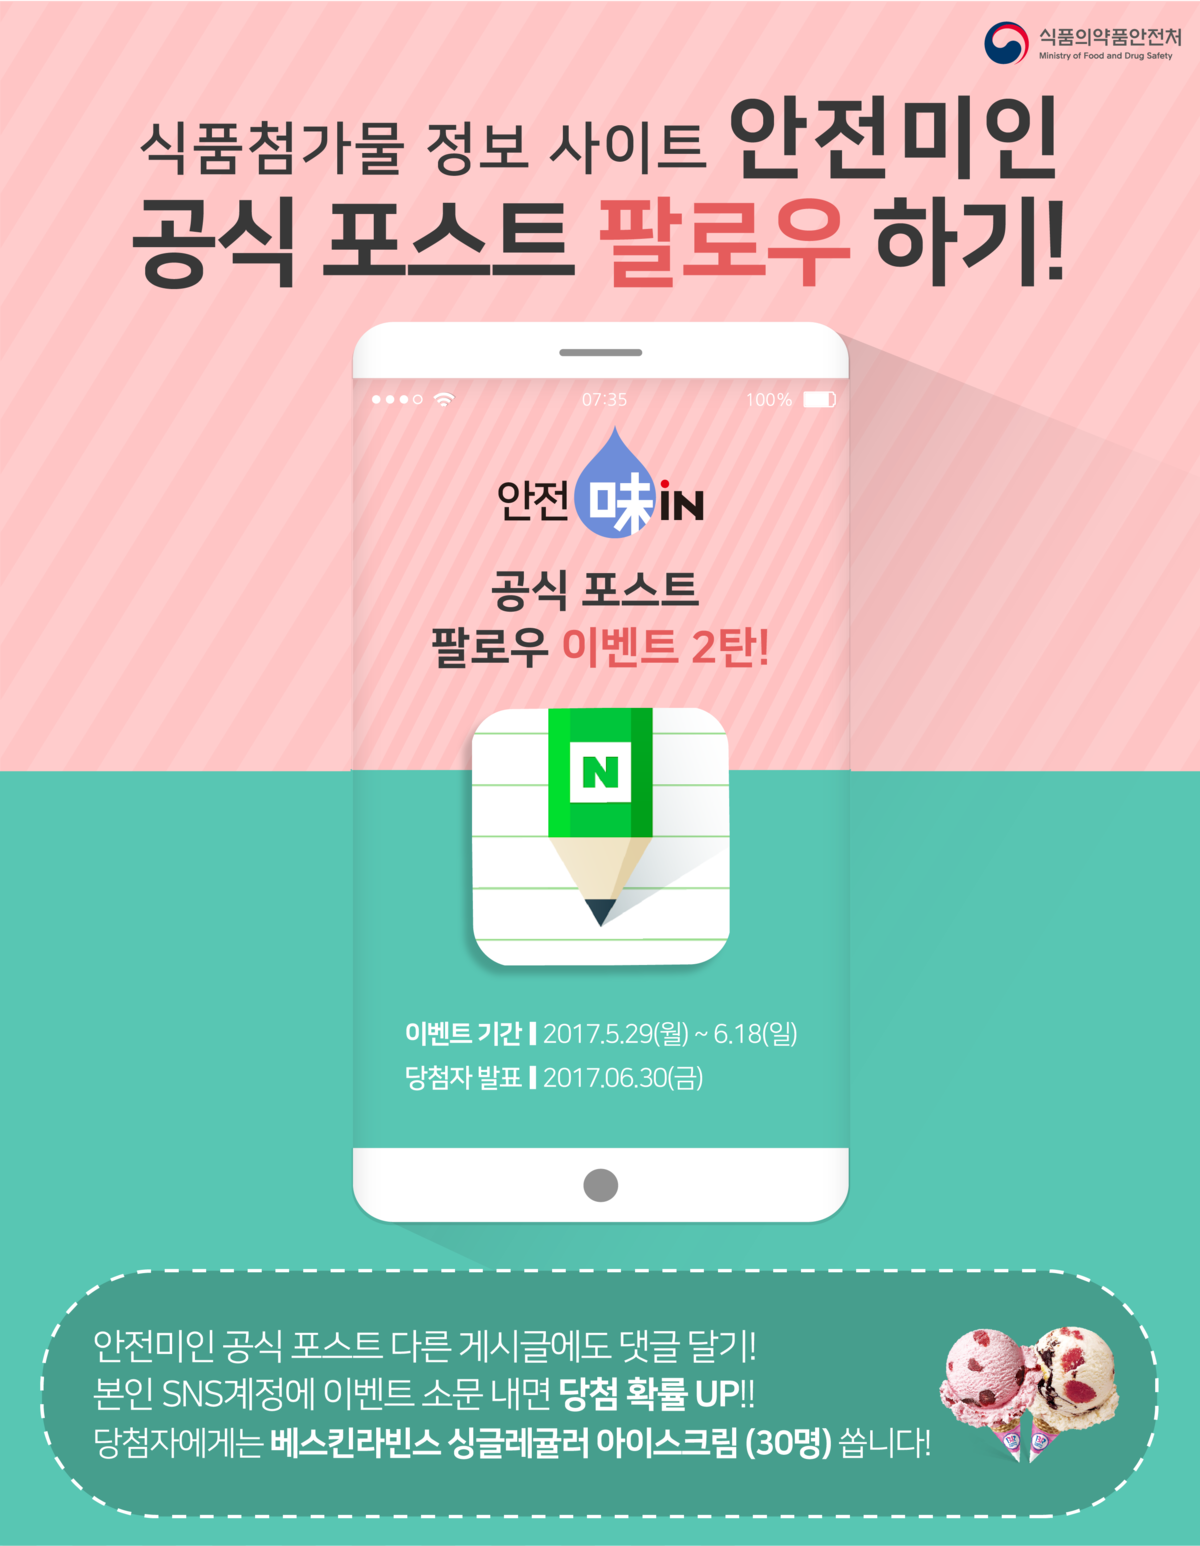 식품의약품안전처
Ministry of Food and Drug Safety
식품첨가물 정보 사이트 안전미인
공식 포스트 팔로우 하기!
07:35 100%
안전 味 iN
공식 포스트
팔로우 이벤트 2탄!
N
이벤트 기간 | 2017.5.29(월) ~ 6.18(일)
당첨자 발표 | 2017.06.30(금)
안전미인 공식 포스트 다른 게시글에도 댓글 달기!
본인 SNS계정에 이벤트 소문 내면 당첨 확률 UP!!
당첨자에게는 베스킨라빈스 싱글레귤러 아이스크림 (30명) 쏩니다!